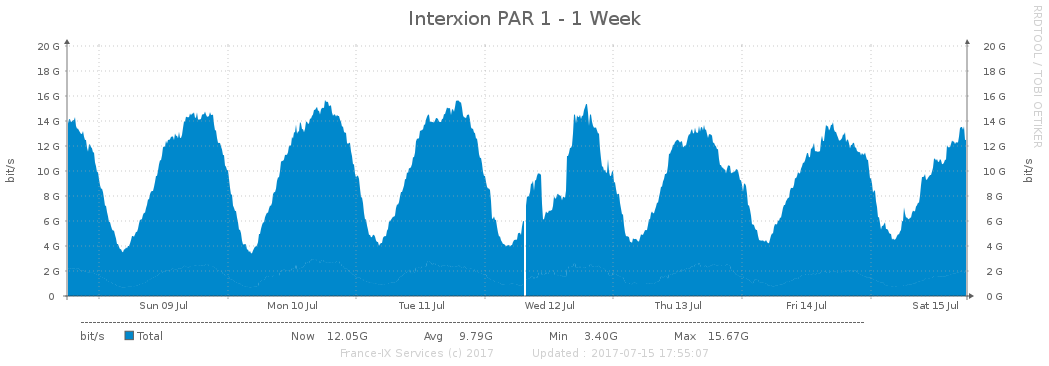 Interxion PAR 1 - 1 Week
RRDTOOL / TOBI OETIKER
bit/s
20 G 20 G
18 G 18 G
16 G 16 G
14 G 14 G
12 G 12 G
10 G 10 G
8 G 8 G
6 G 6 G
4 G 4 G
2 G 2 G
0 0 G
bit/s
Sun 09 Jul Mon 10 Jul Tue 11 Jul Wed 12 Jul Thu 13 Jul Fri 14 Jul Sat 15 Jul
bit/s Total Now 12.05G Avg 9.79G Min 3.40G Max 15.67G
France-IX Services (c) 2017 Updated : 2017-07-15 17:55:07